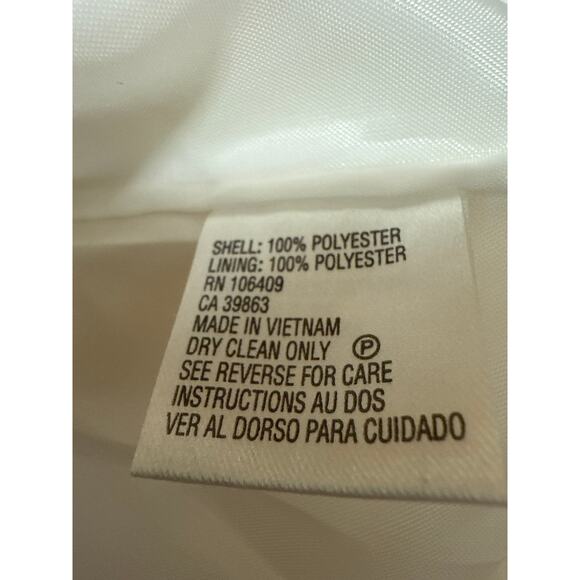 SHELL: 100% POLYESTER
LINING: 100% POLYESTER
RN 106409
CA 39863
MADE IN VIETNAM
DRY CLEAN ONLY Ⓟ
SEE REVERSE FOR CARE
INSTRUCTIONS AU DOS
VER AL DORSO PARA CUIDADO